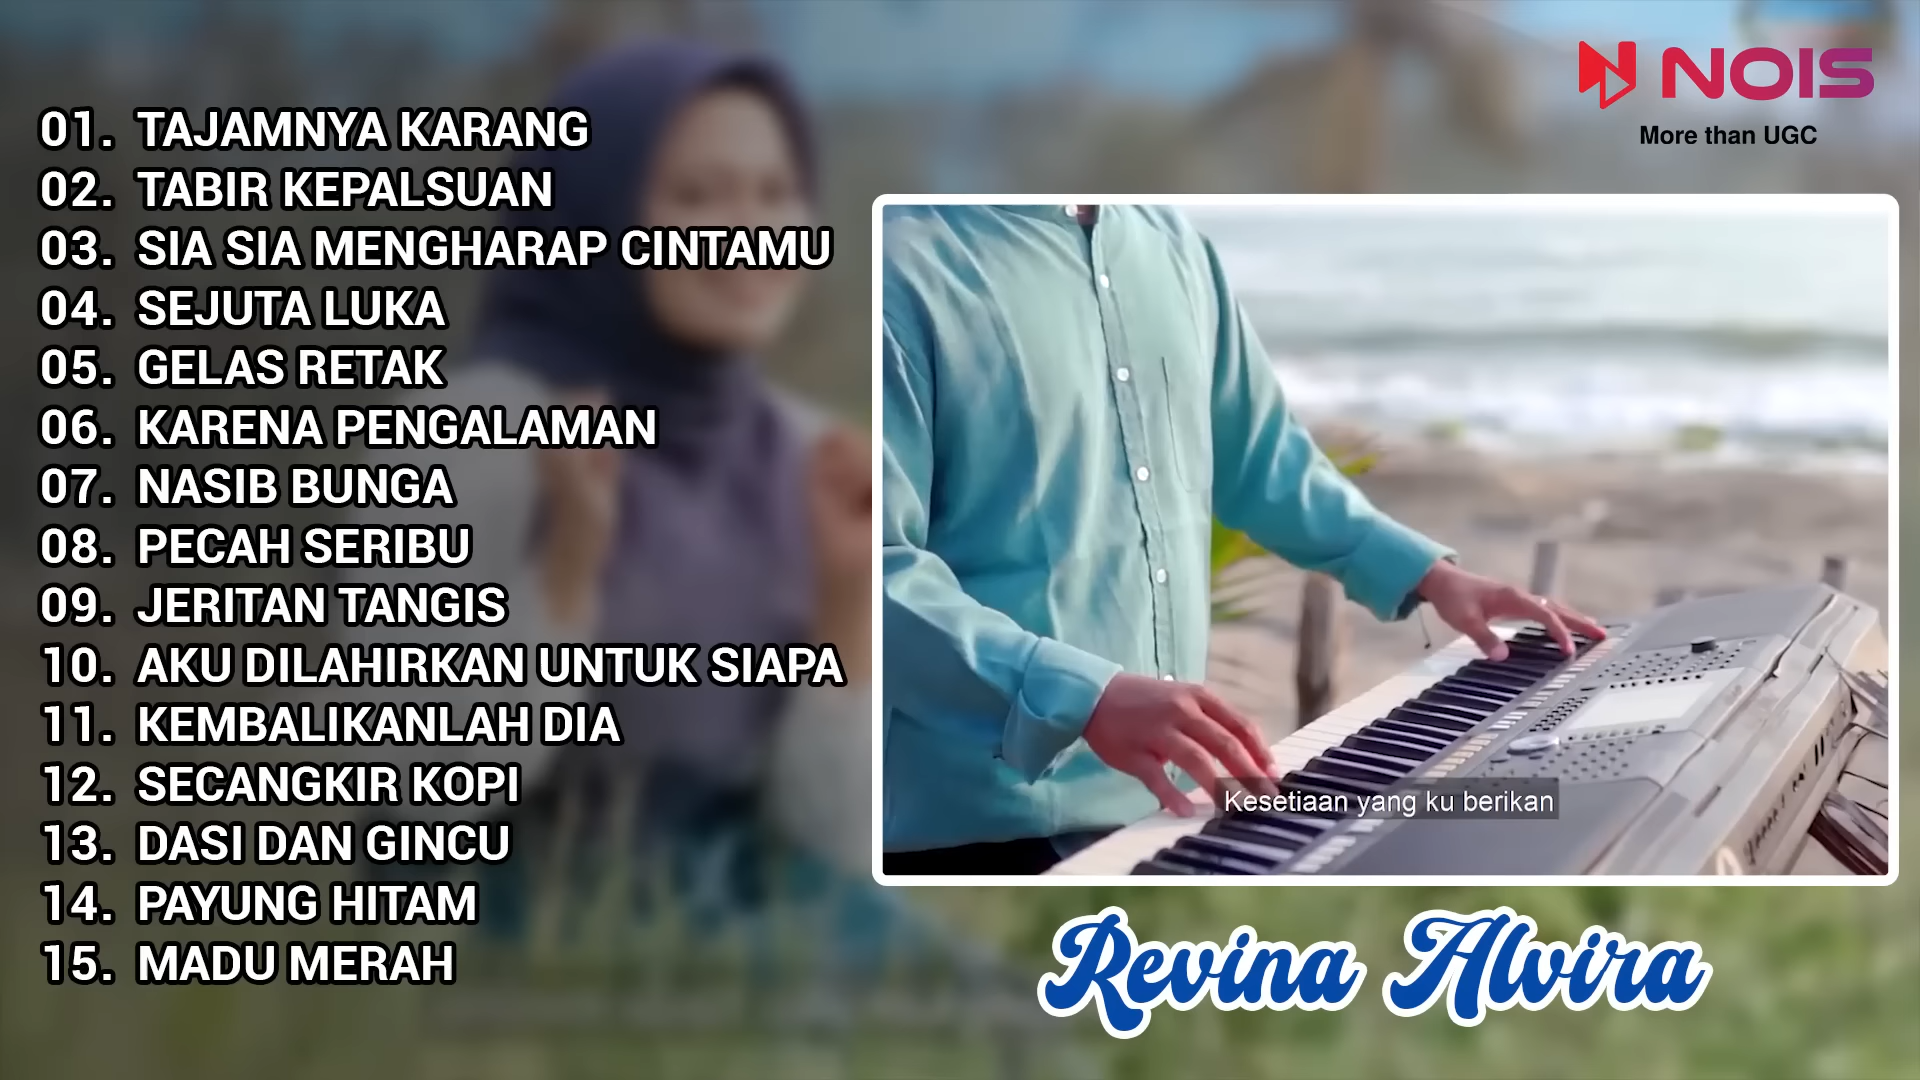 01. TAJAMNYA KARANG
02. TABIR KEPALSUAN
03. SIA SIA MENGHARAP CINTAMU
04. SEJUTA LUKA
05. GELAS RETAK
06. KARENA PENGALAMAN
07. NASIB BUNGA
08. PECAH SERIBU
09. JERITAN TANGIS
10. AKU DILAHIRKAN UNTUK SIAPA
11. KEMBALIKANLAH DIA
12. SECANGKIR KOPI
13. DASI DAN GINCU
14. PAYUNG HITAM
15. MADU MERAH
NOIS
More than UGC
Kesetiaan yang ku berikan
Revina Alvira